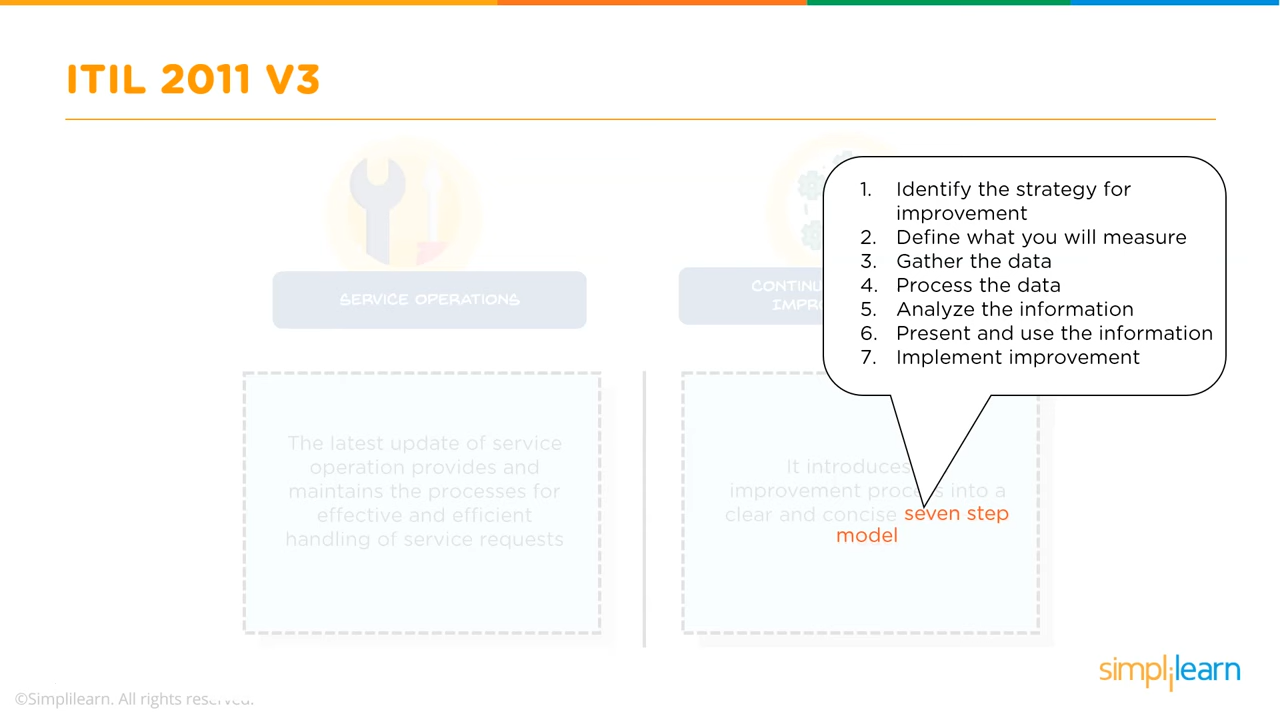 ITIL 2011 V3
SERVICE OPERATIONS
The latest update of service
operation provides and
maintains the processes for
effective and efficient
handling of service requests
1. Identify the strategy for
improvement
2. Define what you will measure
3. Gather the data
4. Process the data
5. Analyze the information
6. Present and use the information
7. Implement improvement
It introduces
improvement process into a
clear and concise seven step
model
simplilearn
©Simplilearn. All rights reserved.